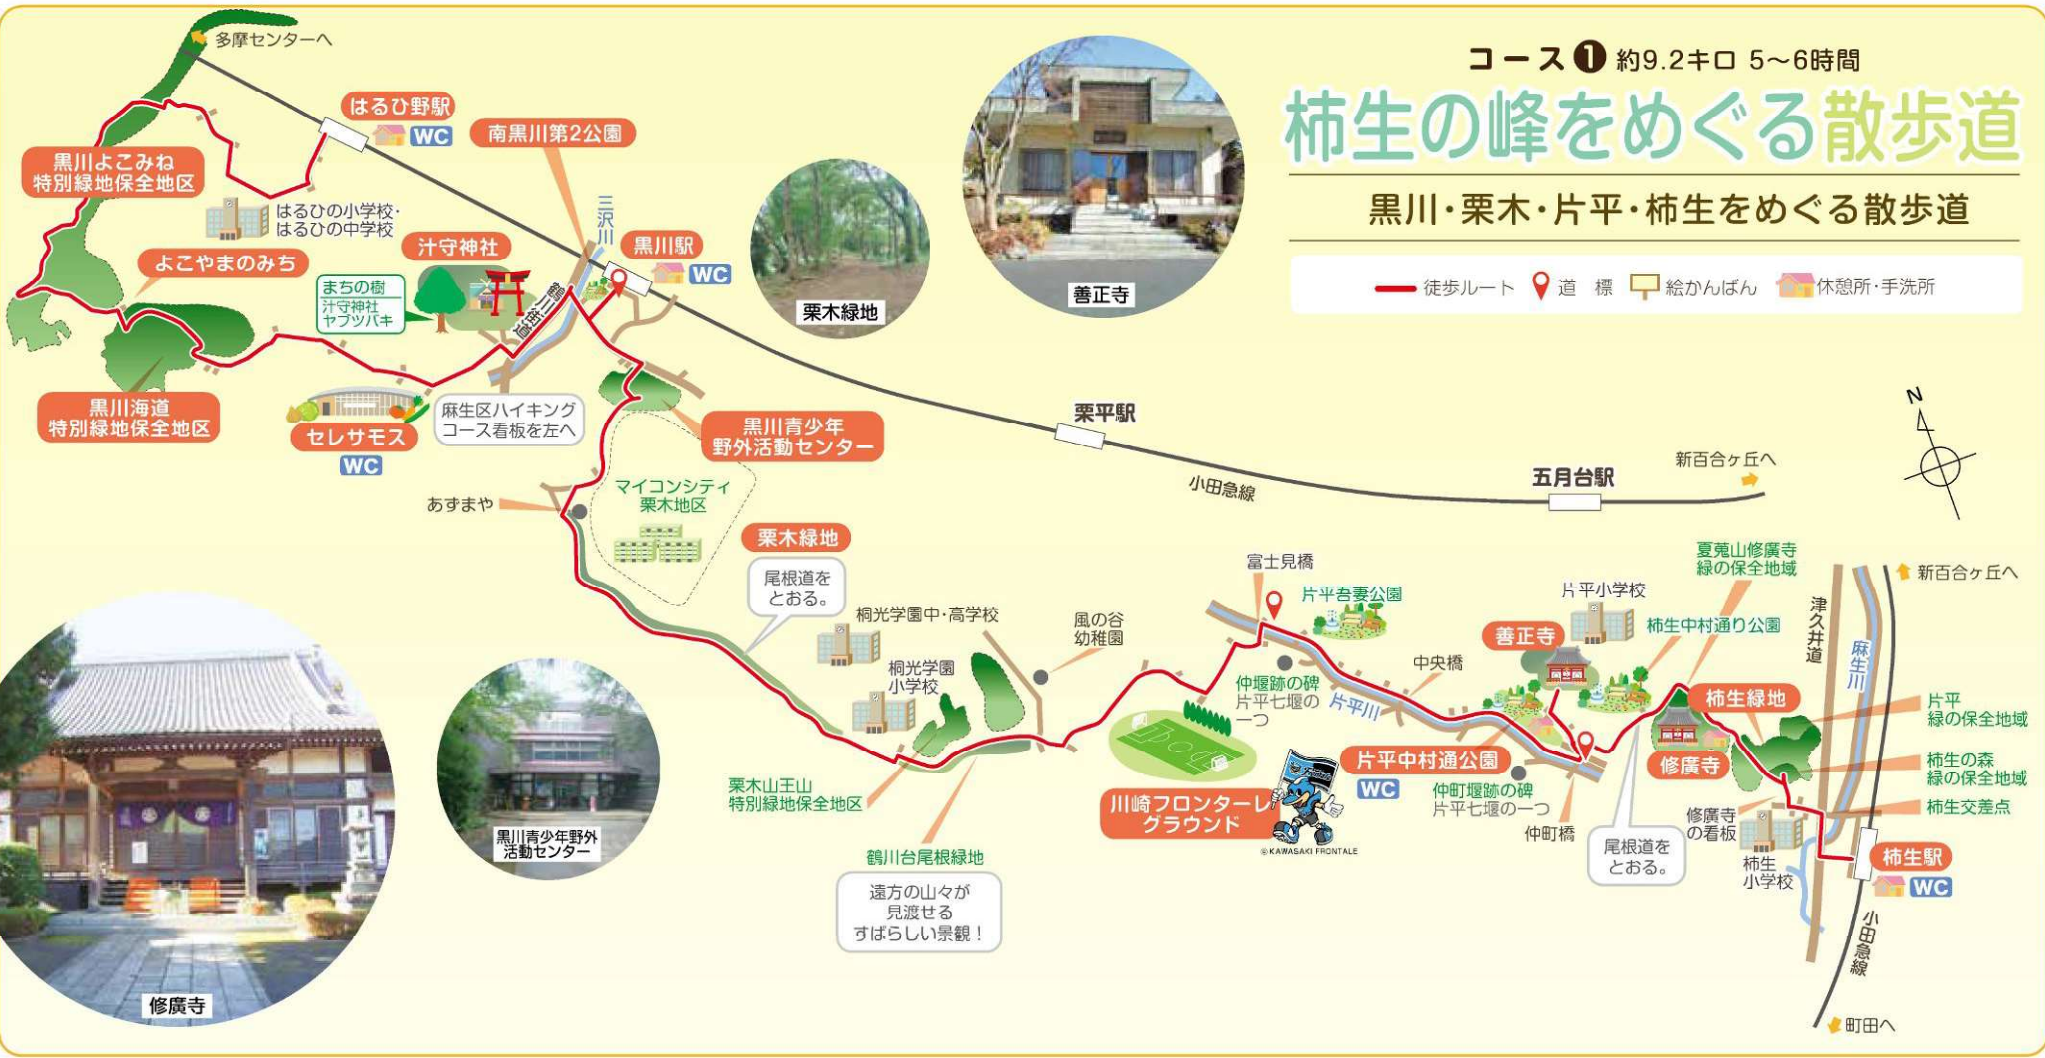 コース❶ 約9.2キロ 5〜6時間
柿生の峰をめぐる散歩道
黒川・栗木・片平・柿生をめぐる散歩道
徒歩ルート
道 標
絵かんばん
休憩所・手洗所
多摩センターへ
はるひ野駅
WC
南黒川第2公園
黒川よこみね
特別緑地保全地区
はるひの小学校・
はるひの中学校
よこやまのみち
汁守神社
まちの樹
汁守神社
ヤブツバキ
三沢川
鶴川街道
黒川駅
WC
栗木緑地
善正寺
黒川海道
特別緑地保全地区
セレサモス
WC
麻生区ハイキング
コース看板を左へ
黒川青少年
野外活動センター
栗平駅
小田急線
五月台駅
新百合ヶ丘へ
N
あずまや
マイコンシティ
栗木地区
栗木緑地
尾根道を
とおる。
桐光学園中・高学校
桐光学園
小学校
風の谷
幼稚園
富士見橋
片平吾妻公園
仲堰跡の碑
片平七堰の
一つ
片平川
中央橋
善正寺
片平小学校
夏蒐山修廣寺
緑の保全地域
柿生中村通り公園
津久井道
麻生川
新百合ヶ丘へ
柿生緑地
片平
緑の保全地域
柿生の森
緑の保全地域
柿生交差点
修廣寺
修廣寺
の看板
柿生
小学校
柿生駅
WC
小田急線
町田へ
尾根道を
とおる。
仲町橋
仲町堰跡の碑
片平七堰の一つ
片平中村通公園
WC
川崎フロンターレ
グラウンド
©KAWASAKI FRONTALE
栗木山王山
特別緑地保全地区
鶴川台尾根緑地
遠方の山々が
見渡せる
すばらしい景観！
黒川青少年野外
活動センター
修廣寺